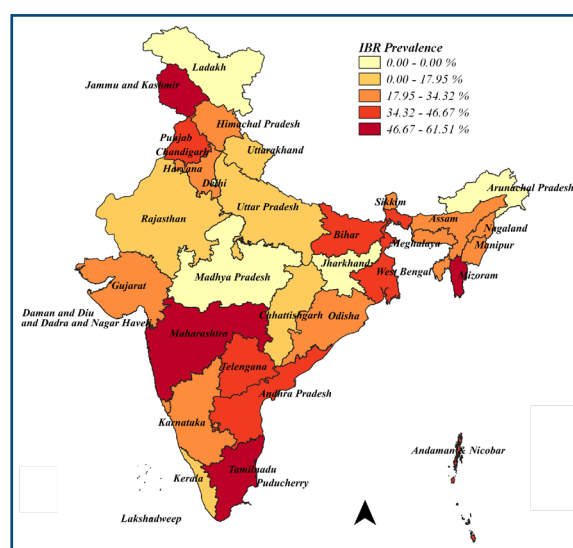 IBR Prevalence
0.00 - 0.00 %
0.00 - 17.95 %
17.95 - 34.32 %
34.32 - 46.67 %
46.67 - 61.51 %
Ladakh
Jammu and Kashmir
Himachal Pradesh
Punjab
Chandigarh
Uttarakhand
Haryana
Delhi
Arunachal Pradesh
Sikkim
Rajasthan
Uttar Pradesh
Assam
Nagaland
Bihar
Meghalaya
Manipur
Jharkhand
Gujarat
Madhya Pradesh
West Bengal
Mizoram
Daman and Diu
and Dadra and Nagar Haveli
Chhattishgarh
Odisha
Maharashtra
Telengana
Andhra Pradesh
Karnataka
Andaman & Nicobar
Kerala
Tamilnadu
Puducherry
Lakshadweep